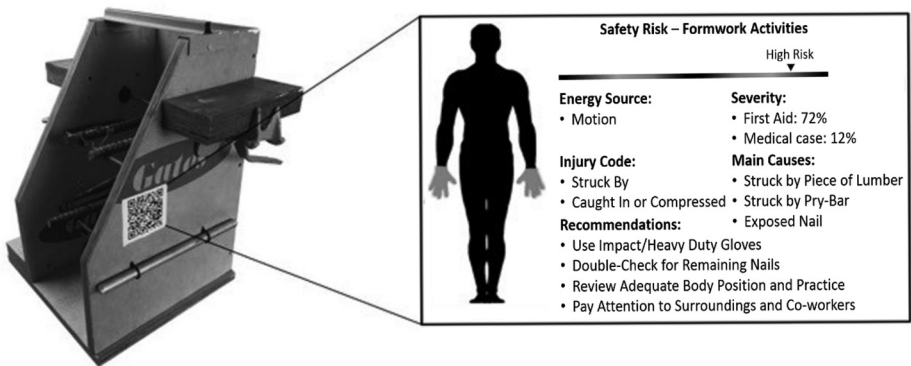 Gates
Safety Risk – Formwork Activities
High Risk
Energy Source:
• Motion
Severity:
• First Aid: 72%
• Medical case: 12%
Injury Code:
• Struck By
• Caught In or Compressed
Main Causes:
• Struck by Piece of Lumber
• Struck by Pry-Bar
• Exposed Nail
Recommendations:
• Use Impact/Heavy Duty Gloves
• Double-Check for Remaining Nails
• Review Adequate Body Position and Practice
• Pay Attention to Surroundings and Co-workers